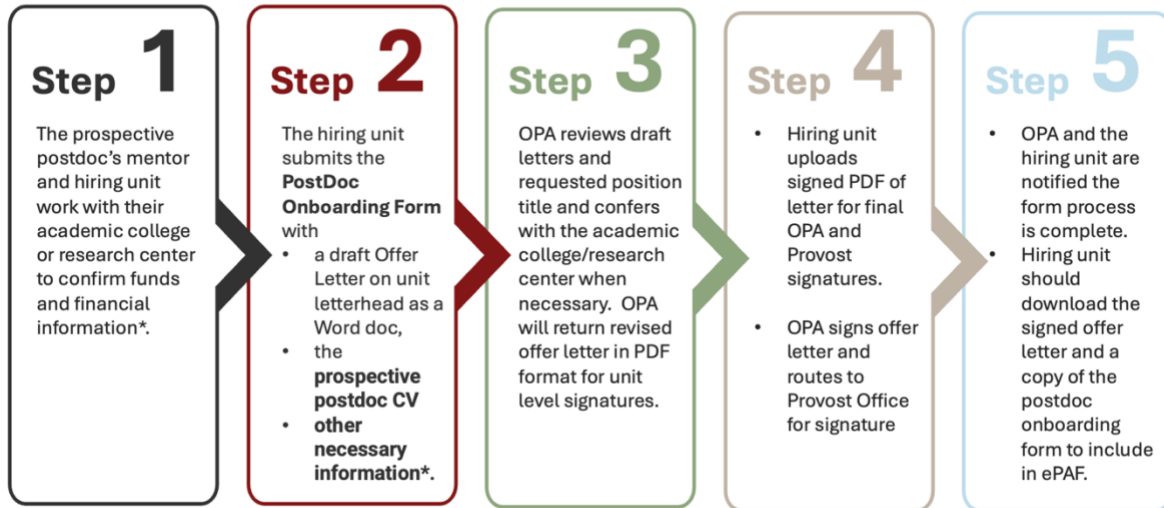 Step 1
The prospective
postdoc's mentor
and hiring unit
work with their
academic college
or research center
to confirm funds
and financial
information*.
Step 2
The hiring unit
submits the
PostDoc
Onboarding Form
with
• a draft Offer
Letter on unit
letterhead as a
Word doc,
• the
prospective
postdoc CV
• other
necessary
information*.
Step 3
OPA reviews draft
letters and
requested position
title and confers
with the academic
college/research
center when
necessary. OPA
will return revised
offer letter in PDF
format for unit
level signatures.
Step 4
• Hiring unit
uploads
signed PDF of
letter for final
OPA and
Provost
signatures.
• OPA signs offer
letter and
routes to
Provost Office
for signature
Step 5
• OPA and the
hiring unit are
notified the
form process
is complete.
• Hiring unit
should
download the
signed offer
letter and a
copy of the
postdoc
onboarding
form to include
in ePAF.